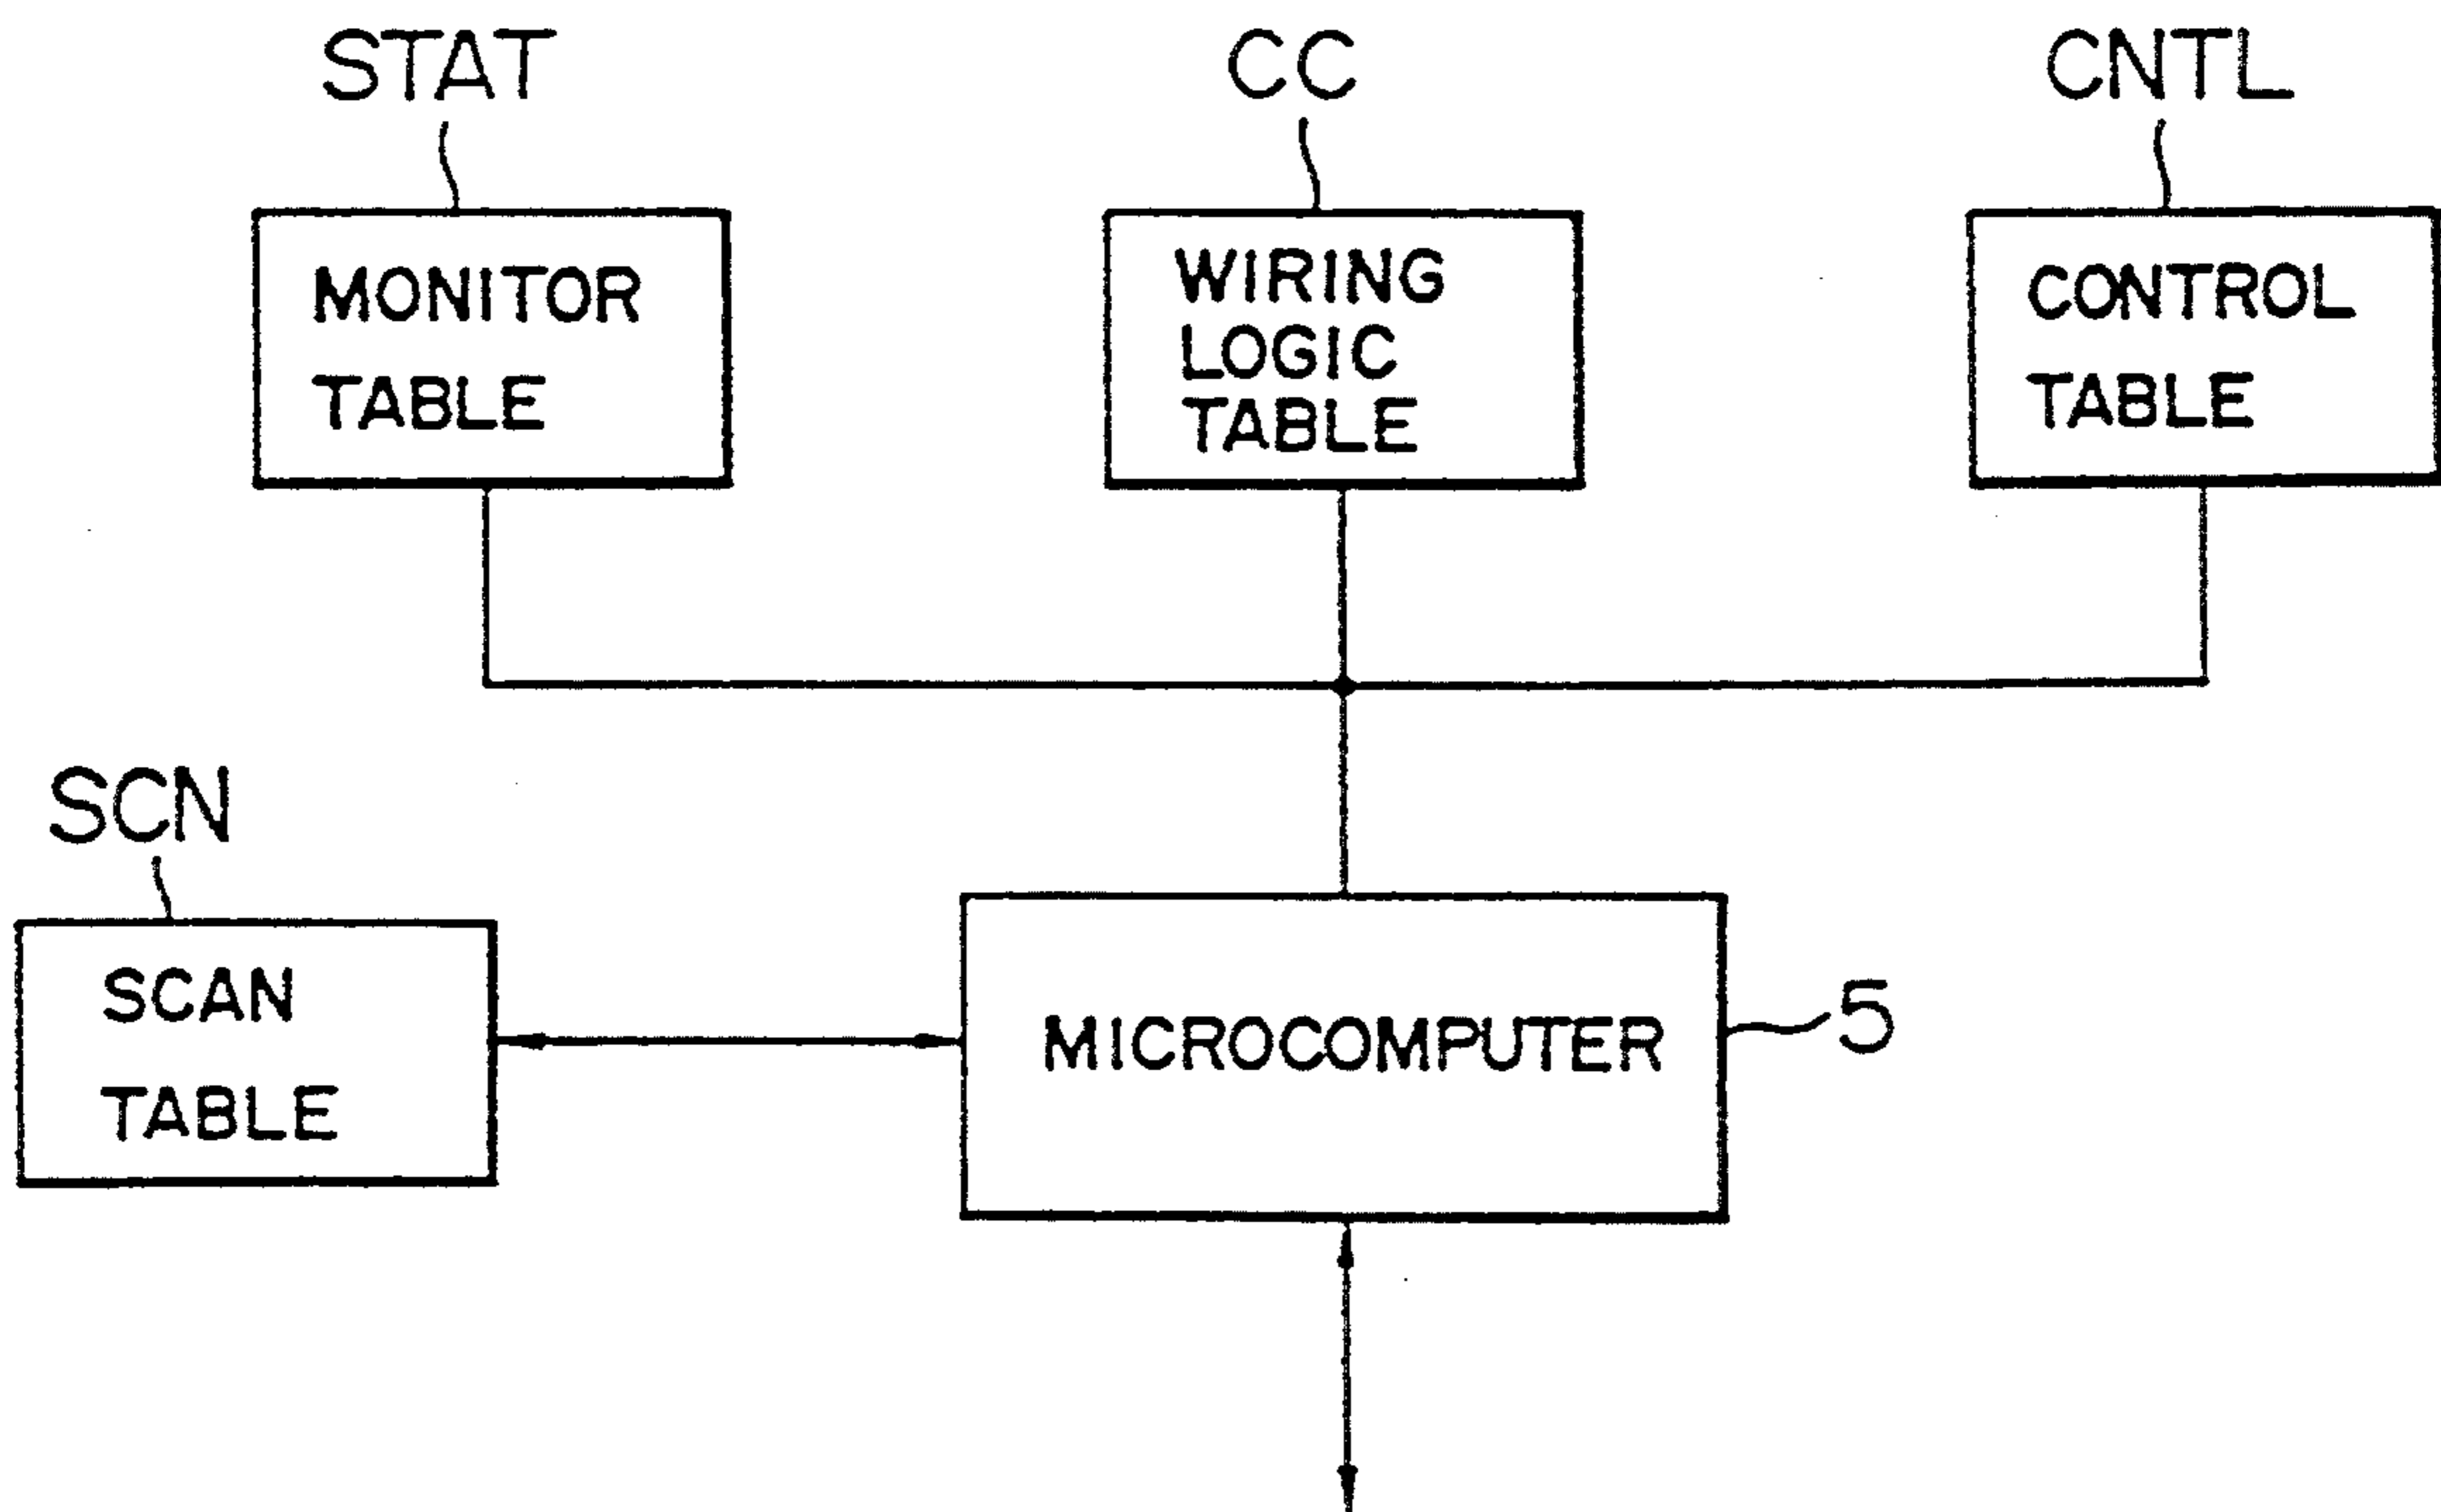 STAT
CC
CNTL
MONITOR
TABLE
WIRING
LOGIC
TABLE
CONTROL
TABLE
SCN
SCAN
TABLE
MICROCOMPUTER
5